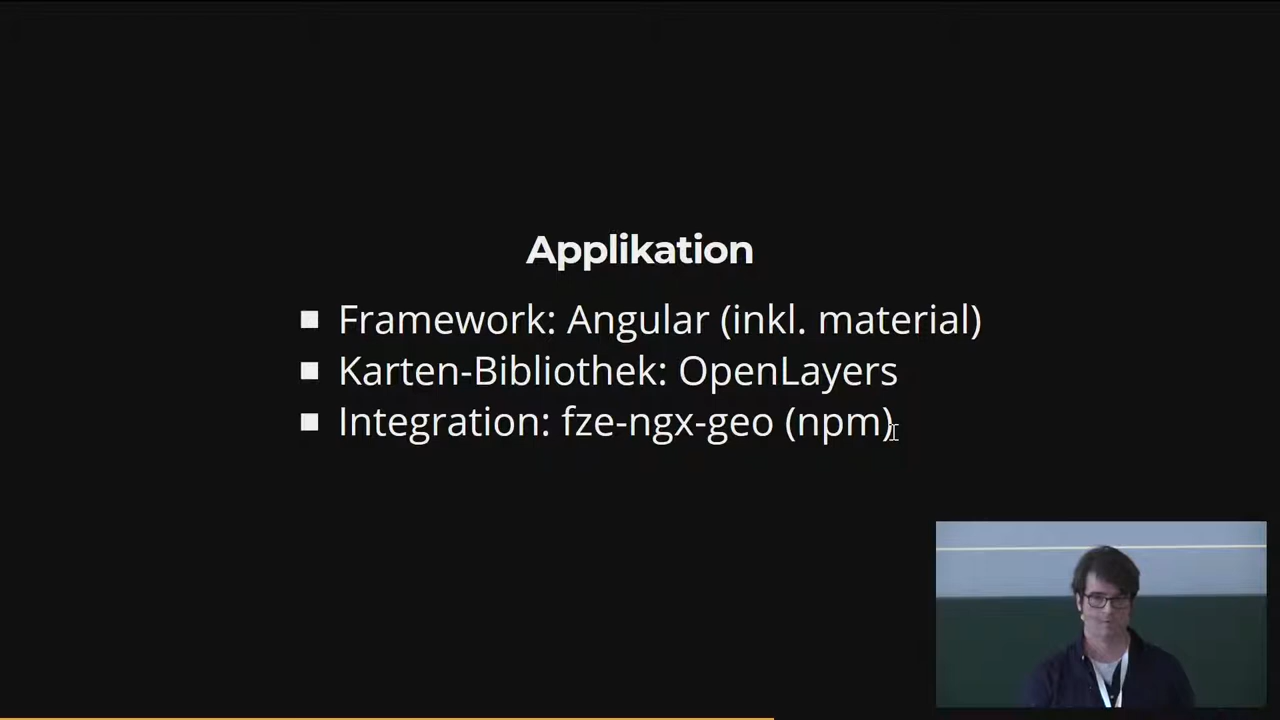 Applikation
Framework: Angular (inkl. material)
Karten-Bibliothek: OpenLayers
Integration: fze-ngx-geo (npm)